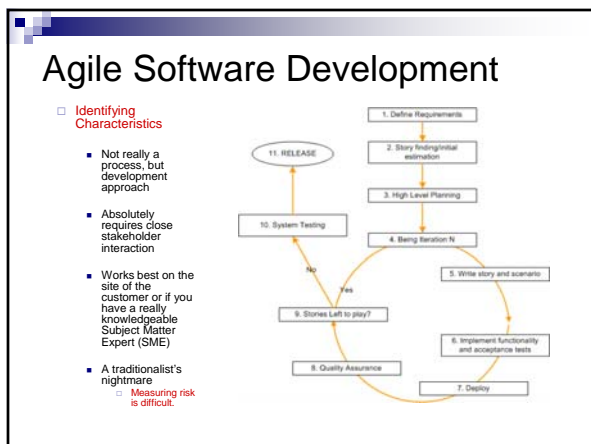 Agile Software Development
Identifying
Characteristics
Not really a
process, but
development
approach
Absolutely
requires close
stakeholder
interaction
Works best on the
site of the
customer or if you
have a really
knowledgeable
Subject Matter
Expert (SME)
A traditionalist's
nightmare
Measuring risk
is difficult.
1. Define Requirements
2. Story finding/initial
estimation
3. High Level Planning
4. Being Iteration N
5. Write story and scenario
6. Implement functionality
and acceptance tests
7. Deploy
8. Quality Assurance
9. Stories Left to play?
Yes
No
10. System Testing
11. RELEASE